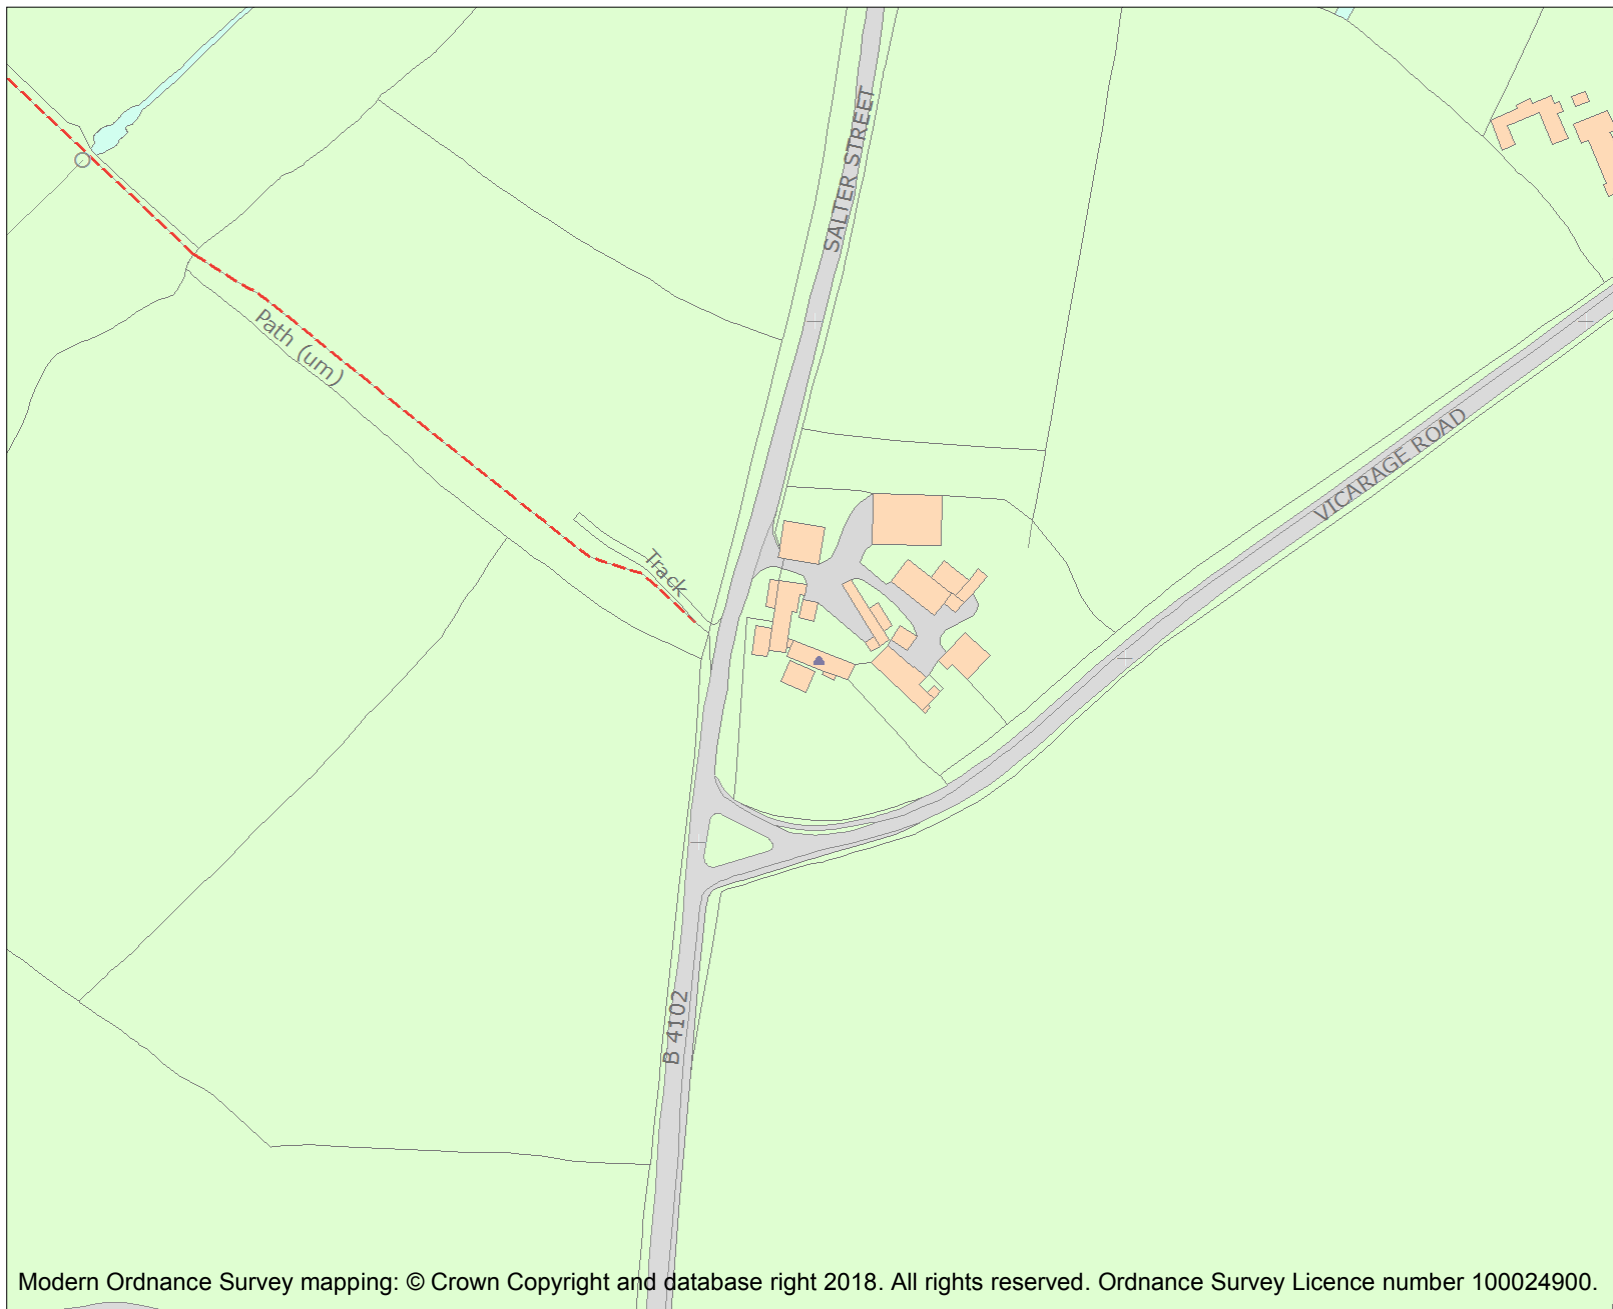 SALTER STREET
Path (um)
VICARAGE ROAD
Track
B 4102
Modern Ordnance Survey mapping: © Crown Copyright and database right 2018. All rights reserved. Ordnance Survey Licence number 100024900.